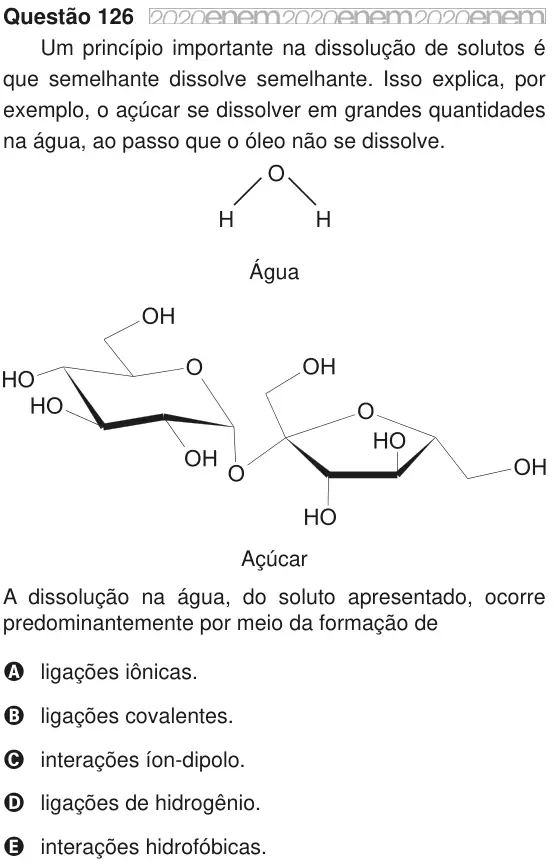 Questão 126 2020enem2020enem2020enem
Um princípio importante na dissolução de solutos é
que semelhante dissolve semelhante. Isso explica, por
exemplo, o açúcar se dissolver em grandes quantidades
na água, ao passo que o óleo não se dissolve.
O
H H
Água
OH
O OH
HO
HO O
HO
OH O OH
HO
Açúcar
A dissolução na água, do soluto apresentado, ocorre
predominantemente por meio da formação de
A ligações iônicas.
B ligações covalentes.
C interações íon-dipolo.
D ligações de hidrogênio.
E interações hidrofóbicas.